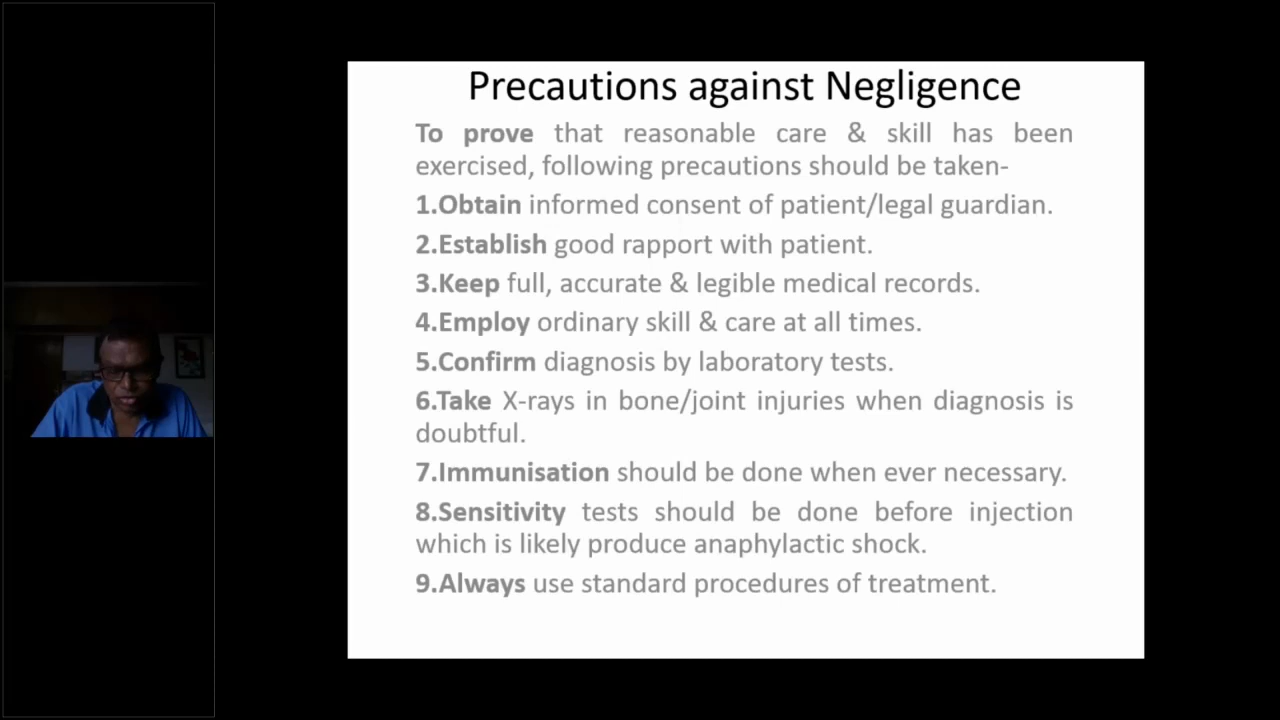 Precautions against Negligence
To prove that reasonable care & skill has been
exercised, following precautions should be taken-
1.Obtain informed consent of patient/legal guardian.
2.Establish good rapport with patient.
3.Keep full, accurate & legible medical records.
4.Employ ordinary skill & care at all times.
5.Confirm diagnosis by laboratory tests.
6.Take X-rays in bone/joint injuries when diagnosis is
doubtful.
7.Immunisation should be done when ever necessary.
8.Sensitivity tests should be done before injection
which is likely produce anaphylactic shock.
9.Always use standard procedures of treatment.